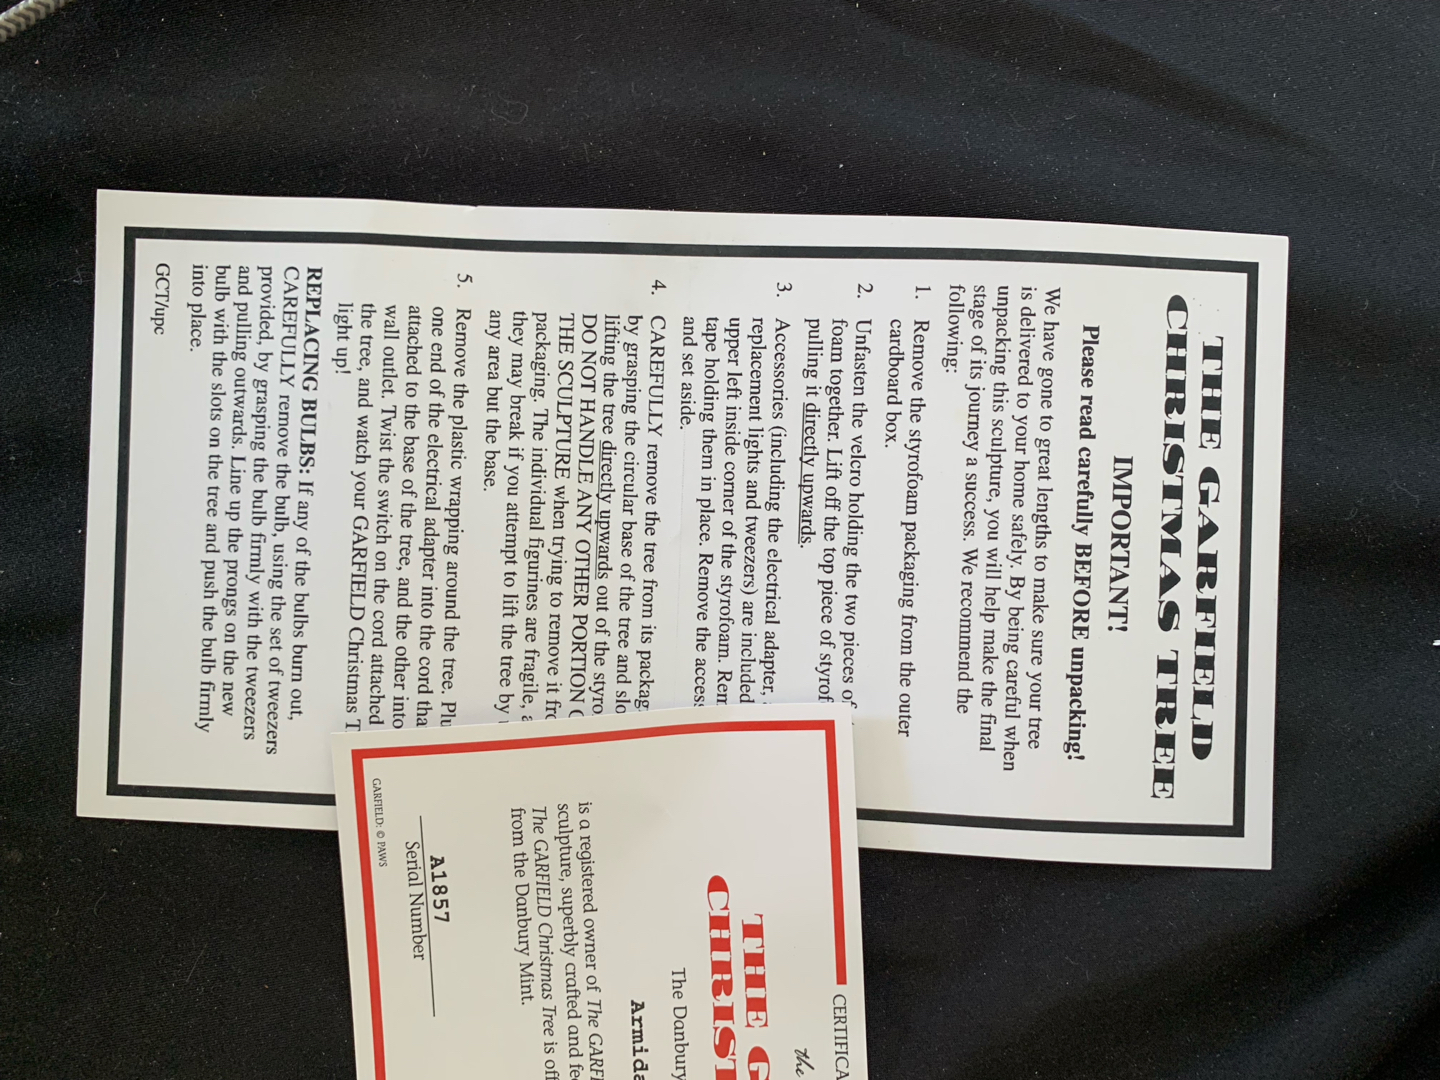 THE GARFIELD
CHRISTMAS TREE
IMPORTANT!
Please read carefully BEFORE unpacking!
We have gone to great lengths to make sure your tree
is delivered to your home safely. By being careful when
unpacking this sculpture, you will help make the final
stage of its journey a success. We recommend the
following:
1. Remove the styrofoam packaging from the outer
cardboard box.
2. Unfasten the velcro holding the two pieces of
foam together. Lift off the top piece of styrof
pulling it directly upwards.
3. Accessories (including the electrical adapter,
replacement lights and tweezers) are included
upper left inside corner of the styrofoam. Rem
tape holding them in place. Remove the access
and set aside.
4. CAREFULLY remove the tree from its packag
by grasping the circular base of the tree and slo
lifting the tree directly upwards out of the styro
DO NOT HANDLE ANY OTHER PORTION
THE SCULPTURE when trying to remove it fro
packaging. The individual figurines are fragile, a
they may break if you attempt to lift the tree by
any area but the base.
5. Remove the plastic wrapping around the tree. Plu
one end of the electrical adapter into the cord tha
attached to the base of the tree, and the other into
wall outlet. Twist the switch on the cord attached
the tree, and watch your GARFIELD Christmas T
light up!
REPLACING BULBS: If any of the bulbs burn out,
CAREFULLY remove the bulb, using the set of tweezers
provided, by grasping the bulb firmly with the tweezers
and pulling outwards. Line up the prongs on the new
bulb with the slots on the tree and push the bulb firmly
into place.
GCT/upc
CERTIFICA
the
THE G
CHRIST
The Danbury
Armida
is a registered owner of The GARFI
sculpture, superbly crafted and fe
The GARFIELD Christmas Tree is off
from the Danbury Mint.
A1857
Serial Number
GARFIELD: © PAWS